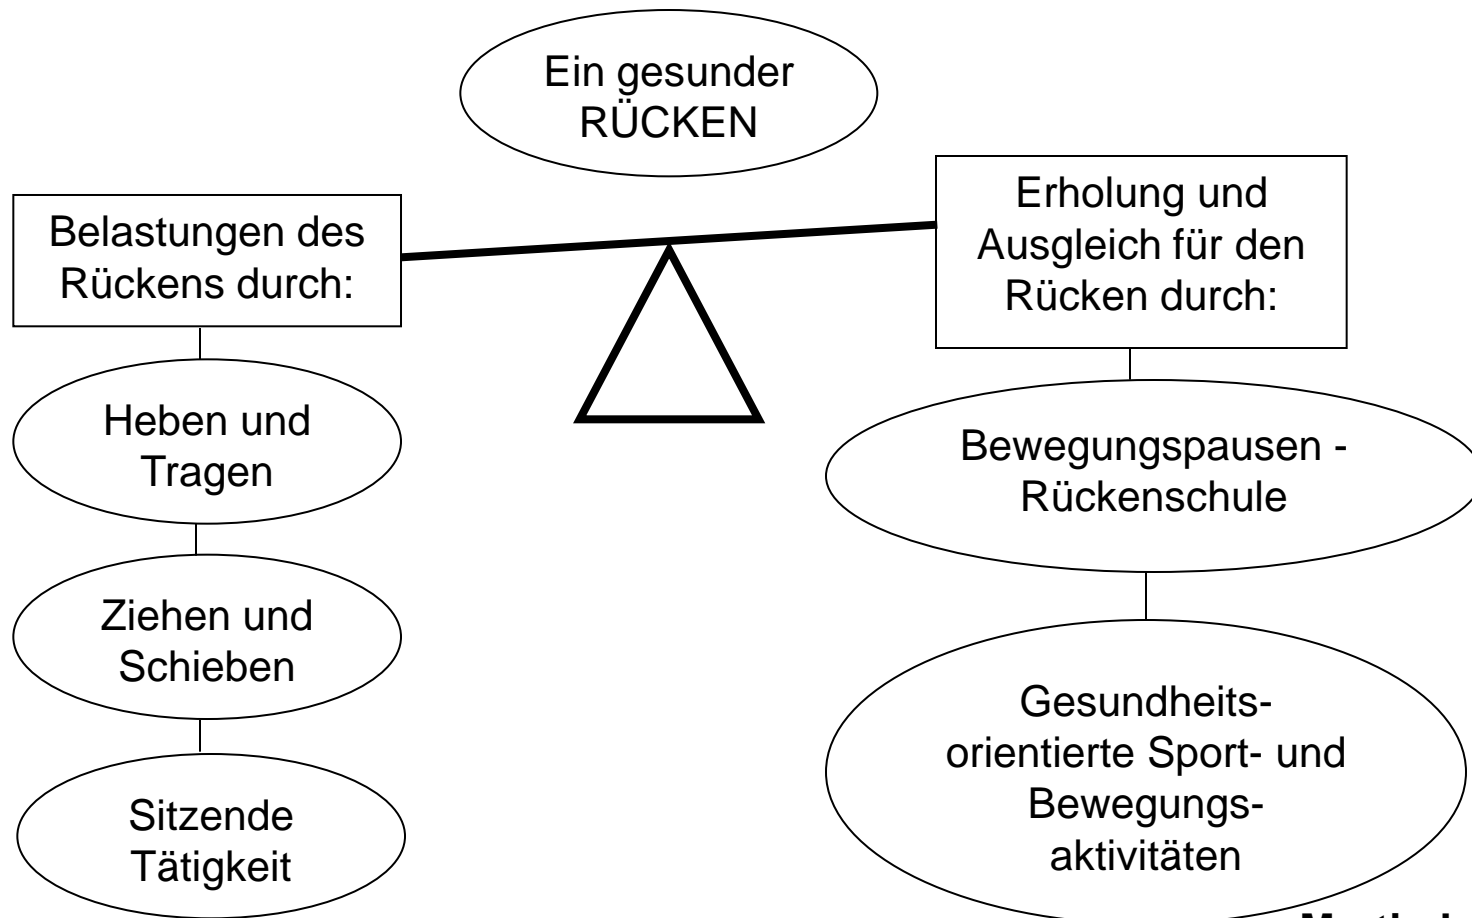 Ein gesunder
RÜCKEN
Belastungen des
Rückens durch:
Heben und
Tragen
Ziehen und
Schieben
Sitzende
Tätigkeit
Erholung und
Ausgleich für den
Rücken durch:
Bewegungspausen -
Rückenschule
Gesundheits-
orientierte Sport- und
Bewegungs-
aktivitäten